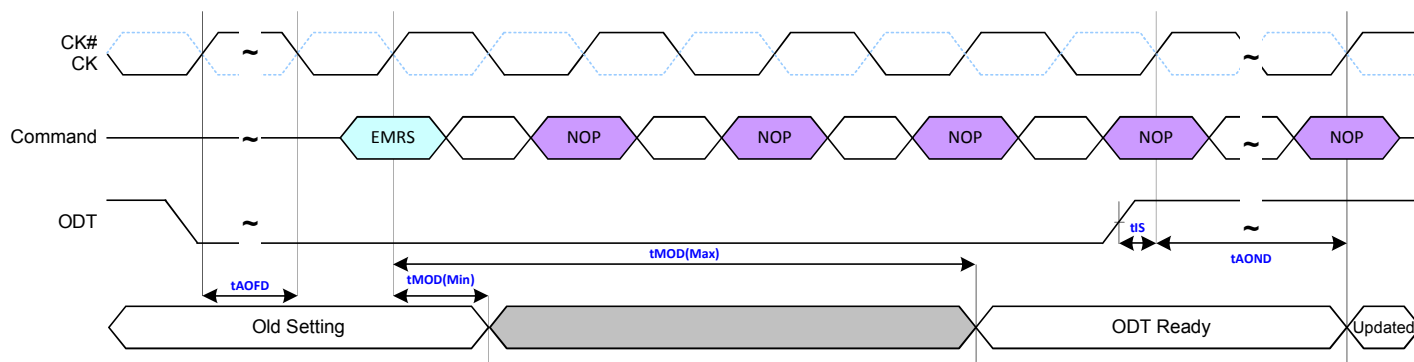 CK#
CK
Command
EMRS
NOP
NOP
NOP
NOP
NOP
ODT
tIS
tMOD(Max)
tAOND
tMOD(Min)
tAOFD
Old Setting
ODT Ready
Updated